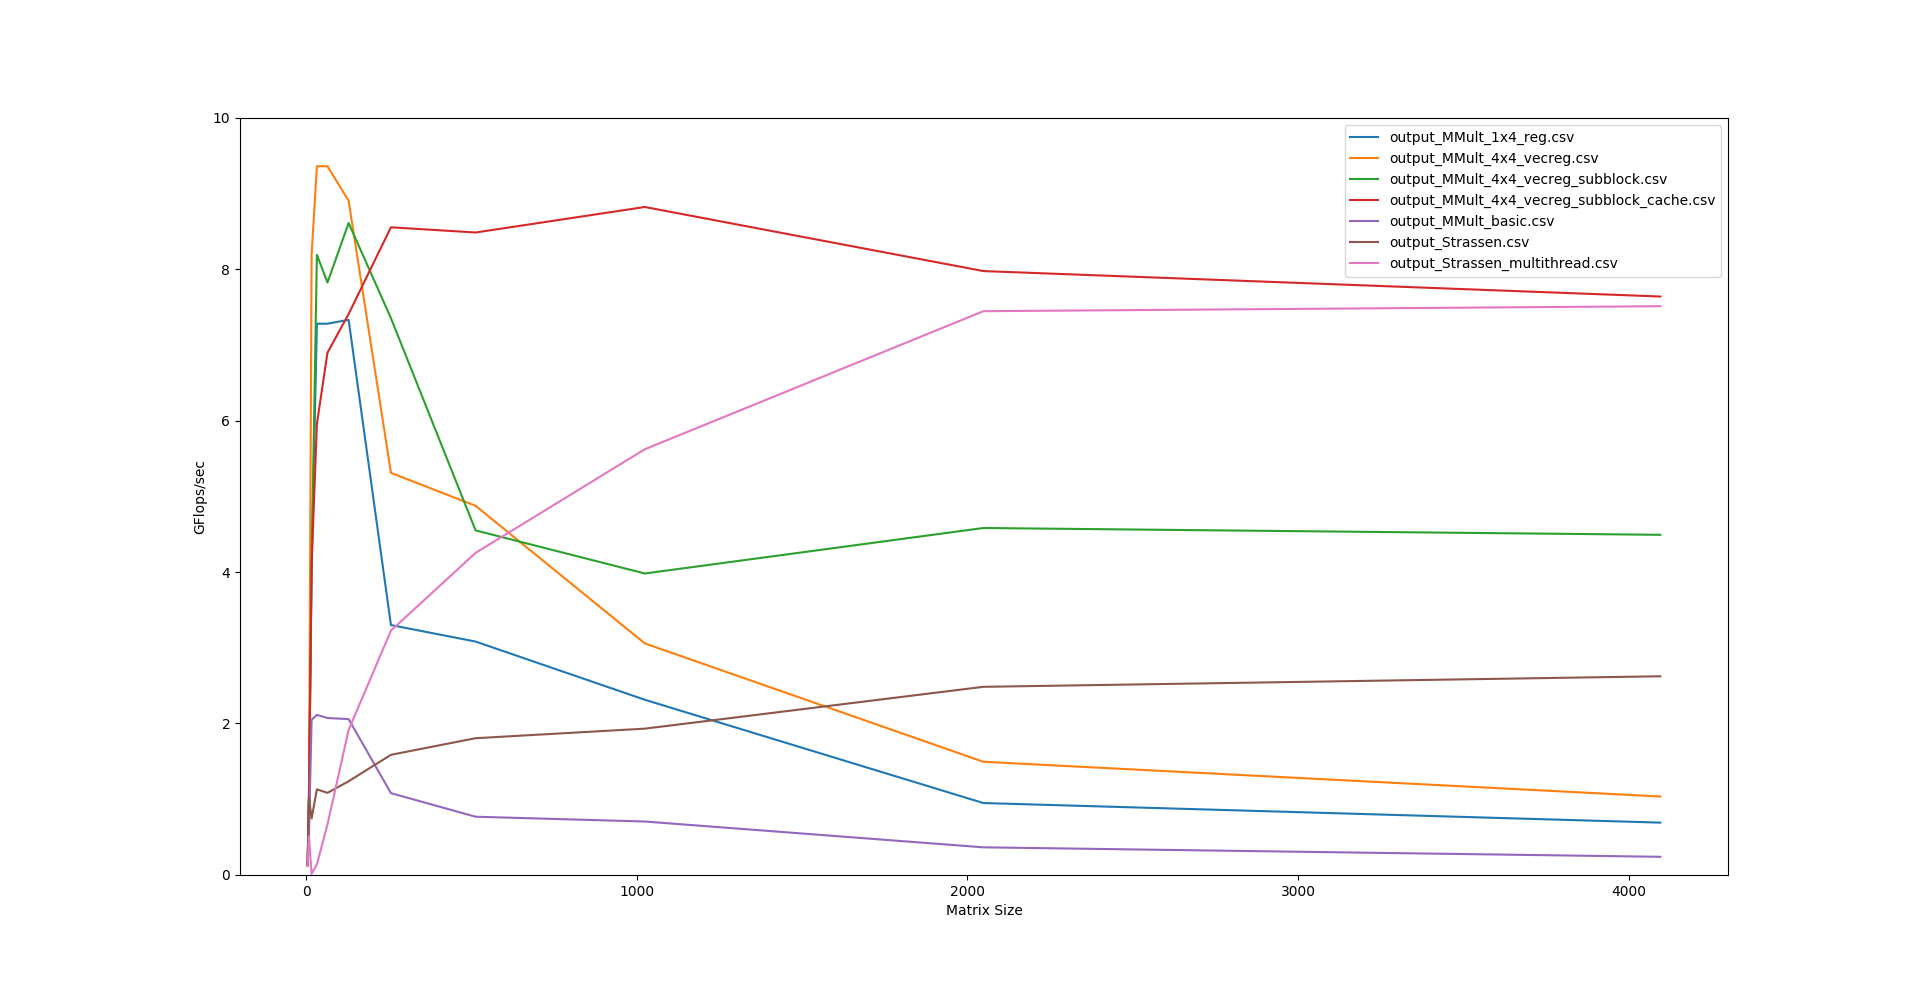 10
8
6
4
2
0
GFlops/sec
0
1000
2000
3000
4000
Matrix Size
output_MMult_1x4_reg.csv
output_MMult_4x4_vecreg.csv
output_MMult_4x4_vecreg_subblock.csv
output_MMult_4x4_vecreg_subblock_cache.csv
output_MMult_basic.csv
output_Strassen.csv
output_Strassen_multithread.csv